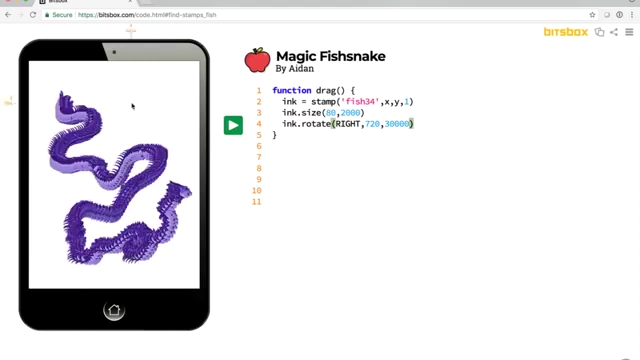 bitsbox
https://bitsbox.com/code.html#find-stamps_fish
bitsbox
Magic Fishsnake
By Aidan
1 function drag() {
2 ink = stamp('fish34',x,y,1)
3 ink.size(80,2000)
4 ink.rotate(RIGHT,720,30000)
5 }
6
7
8
9
10
11